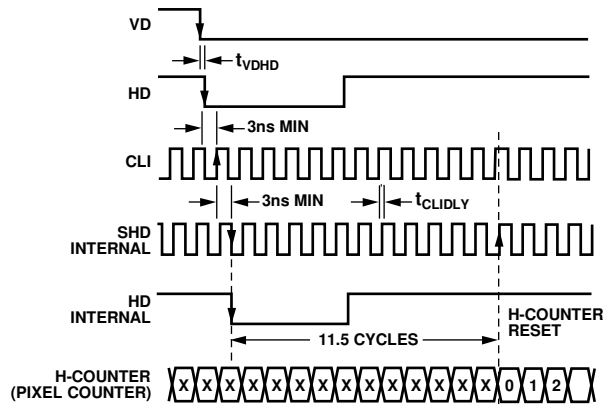 VD
tVDHD
HD
3ns MIN
CLI
3ns MIN
tCLIDLY
SHD
INTERNAL
HD
INTERNAL
H-COUNTER
RESET
11.5 CYCLES
H-COUNTER
(PIXEL COUNTER)
X X X X X X X X X X X X X 0 1 2